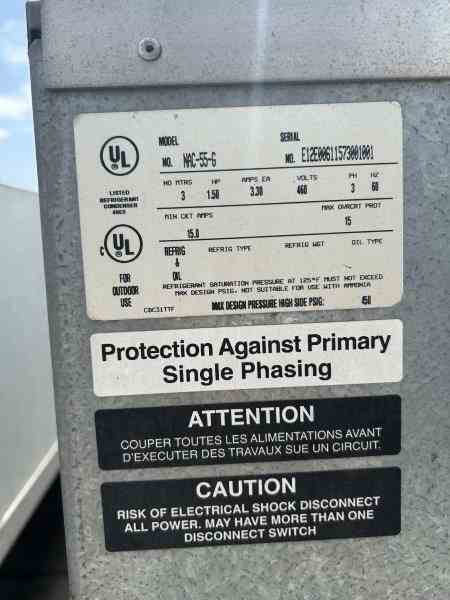 UL
MODEL SERIAL
NO. NAC-55-G NO. E12E00611573001001
LISTED
REFRIGERANT
CONDENSER
NO MTRS HP AMPS EA VOLTS PH HZ
3 1.50 3.30 460 3 60
MIN CKT AMPS MAX OVRCRT PROT
15.0 15
C UL
REFRIG REFRIG TYPE REFRIG WGT OIL TYPE
&
OIL
FOR
OUTDOOR
USE
REFRIGERANT SATURATION PRESSURE AT 125°F MUST NOT EXCEED
MAX DESIGN PSIG. NOT SUITABLE FOR USE WITH AMMONIA
CBC31TTF MAX DESIGN PRESSURE HIGH SIDE PSIG: 450
Protection Against Primary
Single Phasing
ATTENTION
COUPER TOUTES LES ALIMENTATIONS AVANT
D'EXECUTER DES TRAVAUX SUE UN CIRCUIT.
CAUTION
RISK OF ELECTRICAL SHOCK DISCONNECT
ALL POWER. MAY HAVE MORE THAN ONE
DISCONNECT SWITCH